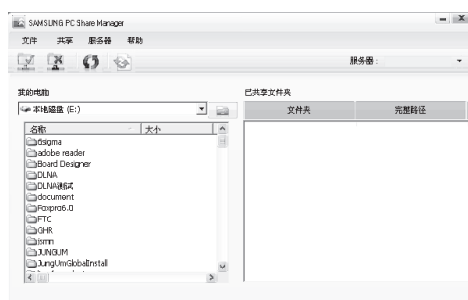 SAMSUNG PC Share Manager
文件 共享 服务器 帮助
服务器 :
我的电脑
已共享文件夹
本地磁盘 (E:)
文件夹 完整路径
名称 大小
6sigma
adobe reader
Board Designer
DLNA
DLNA测试
document
Foxpro6.0
FTC
GHR
jsmn
JUNGUM
JungUmGlobalInstall